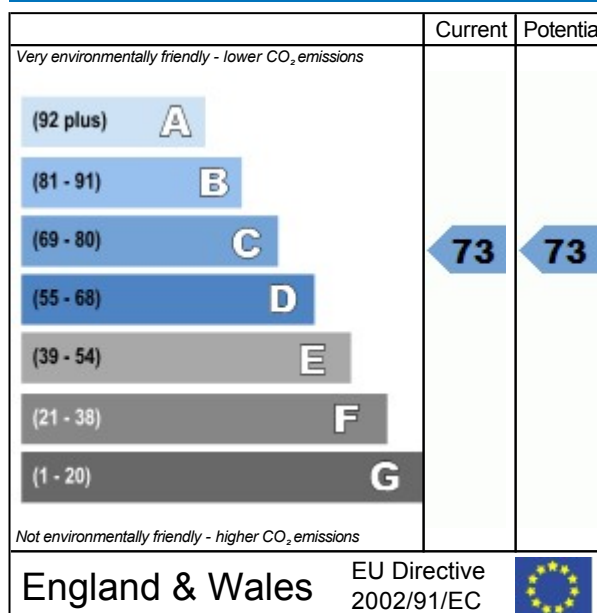 Current Potentia
Very environmentally friendly - lower CO₂ emissions
(92 plus) A
(81 - 91) B
(69 - 80) C
73 73
(55 - 68) D
(39 - 54) E
(21 - 38) F
(1 - 20) G
Not environmentally friendly - higher CO₂ emissions
England & Wales
EU Directive
2002/91/EC